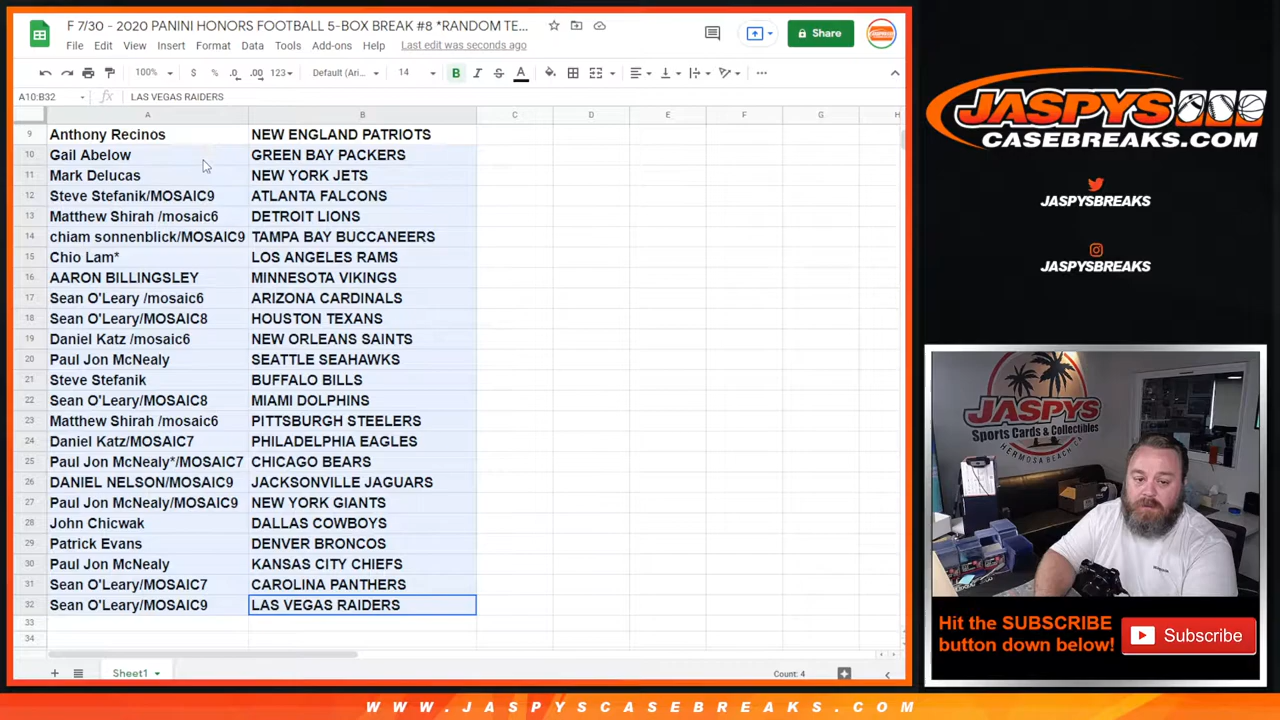 F 7/30 - 2020 PANINI HONORS FOOTBALL 5-BOX BREAK #8 *RANDOM TE...
File Edit View Insert Format Data Tools Add-ons Help Last edit was seconds ago
Share
100% $ % .0 .00 123 Default (Ari... 14 B I S A
A10:B32 fx LAS VEGAS RAIDERS
A B C D E F G H
9 Anthony Recinos NEW ENGLAND PATRIOTS
10 Gail Abelow GREEN BAY PACKERS
11 Mark Delucas NEW YORK JETS
12 Steve Stefanik/MOSAIC9 ATLANTA FALCONS
13 Matthew Shirah /mosaic6 DETROIT LIONS
14 chiam sonnenblick/MOSAIC9 TAMPA BAY BUCCANEERS
15 Chio Lam* LOS ANGELES RAMS
16 AARON BILLINGSLEY MINNESOTA VIKINGS
17 Sean O'Leary /mosaic6 ARIZONA CARDINALS
18 Sean O'Leary/MOSAIC8 HOUSTON TEXANS
19 Daniel Katz /mosaic6 NEW ORLEANS SAINTS
20 Paul Jon McNealy SEATTLE SEAHAWKS
21 Steve Stefanik BUFFALO BILLS
22 Sean O'Leary/MOSAIC8 MIAMI DOLPHINS
23 Matthew Shirah /mosaic6 PITTSBURGH STEELERS
24 Daniel Katz/MOSAIC7 PHILADELPHIA EAGLES
25 Paul Jon McNealy*/MOSAIC7 CHICAGO BEARS
26 DANIEL NELSON/MOSAIC9 JACKSONVILLE JAGUARS
27 Paul Jon McNealy/MOSAIC9 NEW YORK GIANTS
28 John Chicwak DALLAS COWBOYS
29 Patrick Evans DENVER BRONCOS
30 Paul Jon McNealy KANSAS CITY CHIEFS
31 Sean O'Leary/MOSAIC7 CAROLINA PANTHERS
32 Sean O'Leary/MOSAIC9 LAS VEGAS RAIDERS
33
34
Sheet1
Count: 4
JASPYS
CASEBREAKS.COM
JASPYSBREAKS
JASPYSBREAKS
JASPYS
Sports Cards & Collectibles
HERMOSA BEACH CA
Hit the SUBSCRIBE
button down below!
Subscribe
WWW.JASPYSCASEBREAKS.COM